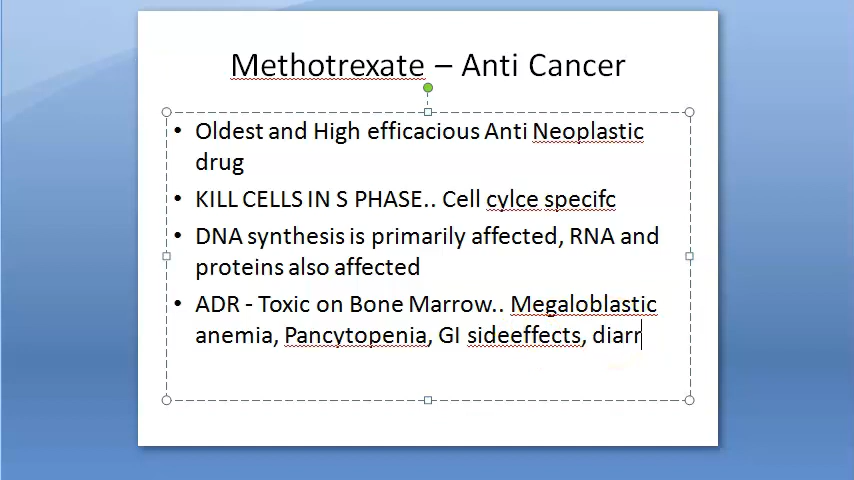 Methotrexate – Anti Cancer
• Oldest and High efficacious Anti Neoplastic
drug
• KILL CELLS IN S PHASE.. Cell cylce specifc
• DNA synthesis is primarily affected, RNA and
proteins also affected
• ADR - Toxic on Bone Marrow.. Megaloblastic
anemia, Pancytopenia, GI sideeffects, diarr